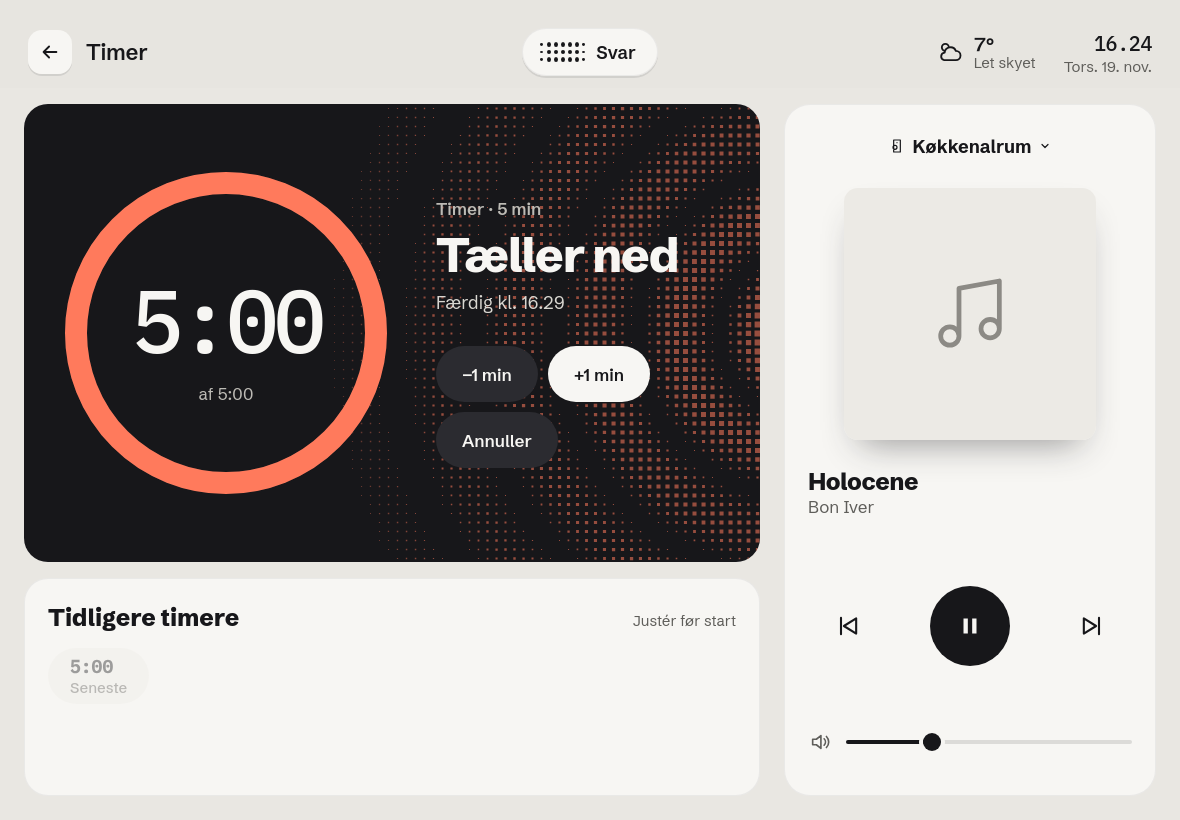 Timer
Svar
7°
Let skyet
16.24
Tors. 19. nov.
5:00
af 5:00
Timer · 5 min
Tæller ned
Færdig kl. 16.29
−1 min
+1 min
Annuller
Tidligere timere
Justér før start
5:00
Seneste
Køkkenalrum
Holocene
Bon Iver